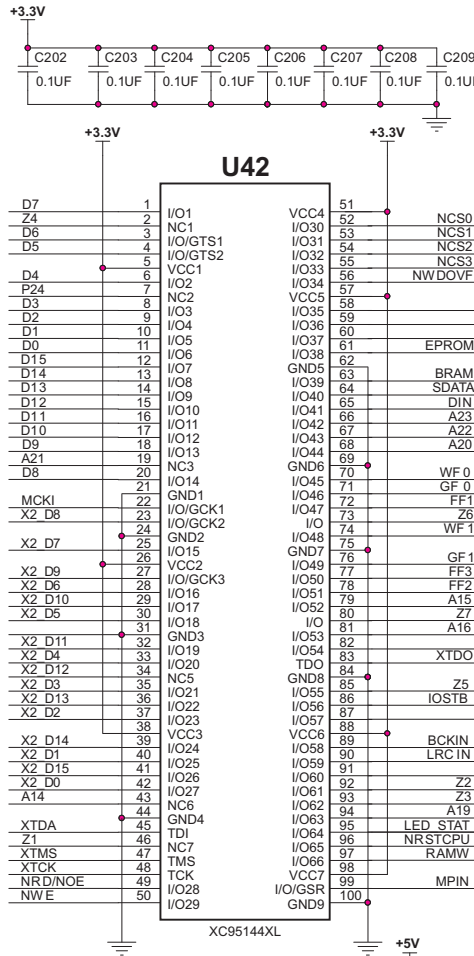 +3.3V
C202 C203 C204 C205 C206 C207 C208 C209
0.1UF 0.1UF 0.1UF 0.1UF 0.1UF 0.1UF 0.1UF 0.1UF
+3.3V +3.3V
U42
D7 1 I/O1 VCC4 51
Z4 2 NC1 I/O30 52 NCS0
D6 3 I/O/GTS1 I/O31 53 NCS1
D5 4 I/O/GTS2 I/O32 54 NCS2
5 VCC1 I/O33 55 NCS3
D4 6 I/O2 I/O34 56 NWDOVF
P24 7 NC2 VCC5 57
D3 8 I/O3 I/O35 58
D2 9 I/O4 I/O36 59
D1 10 I/O5 I/O37 60
D0 11 I/O6 I/O38 61 EPROM
D15 12 I/O7 GND5 62
D14 13 I/O8 I/O39 63 BRAM
D13 14 I/O9 I/O40 64 SDATA
D12 15 I/O10 I/O41 65 DIN
D11 16 I/O11 I/O42 66 A23
D10 17 I/O12 I/O43 67 A22
D9 18 I/O13 I/O44 68 A20
A21 19 NC3 GND6 69
D8 20 I/O14 I/O45 70 WF0
21 GND1 I/O46 71 GF0
MCKI 22 I/O/GCK1 I/O47 72 FF1
X2_D8 23 I/O/GCK2 I/O 73 Z6
24 GND2 I/O48 74 WF1
X2_D7 25 I/O15 GND7 75
26 VCC2 I/O49 76 GF1
X2_D9 27 I/O/GCK3 I/O50 77 FF3
X2_D6 28 I/O16 I/O51 78 FF2
X2_D10 29 I/O17 I/O52 79 A15
X2_D5 30 I/O18 I/O 80 Z7
31 GND3 I/O53 81 A16
X2_D11 32 I/O19 I/O54 82
X2_D4 33 I/O20 TDO 83 XTDO
X2_D12 34 NC5 GND8 84
X2_D3 35 I/O21 I/O55 85 Z5
X2_D13 36 I/O22 I/O56 86 IOSTB
X2_D2 37 I/O23 I/O57 87
38 VCC3 VCC6 88
X2_D14 39 I/O24 I/O58 89 BCKIN
X2_D1 40 I/O25 I/O59 90 LRCIN
X2_D15 41 I/O26 I/O60 91
X2_D0 42 I/O27 I/O61 92 Z2
A14 43 NC6 I/O62 93 Z3
44 GND4 I/O63 94 A19
XTDA 45 TDI I/O64 95 LED_STAT
Z1 46 NC7 I/O65 96 NRSTCPU
XTMS 47 TMS I/O66 97 RAMW
XTCK 48 TCK VCC7 98
NRD/NOE 49 I/O28 I/O/GSR 99 MPIN
NWE 50 I/O29 GND9 100
XC95144XL
+5V